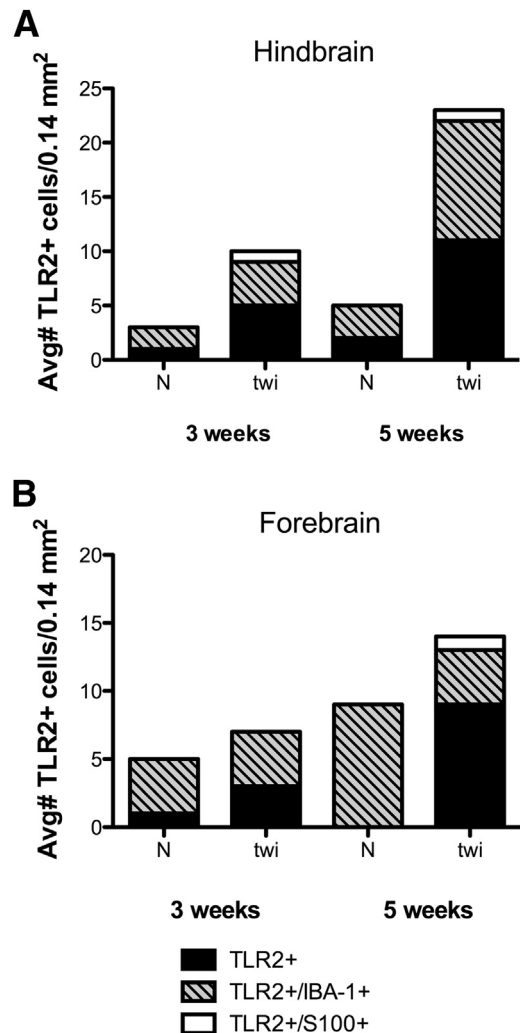 A
Hindbrain
Avg# TLR2+ cells/0.14 mm²
25
20
15
10
5
0
N twi N twi
3 weeks 5 weeks
B
Forebrain
Avg# TLR2+ cells/0.14 mm²
20
15
10
5
0
N twi N twi
3 weeks 5 weeks
TLR2+
TLR2+/IBA-1+
TLR2+/S100+